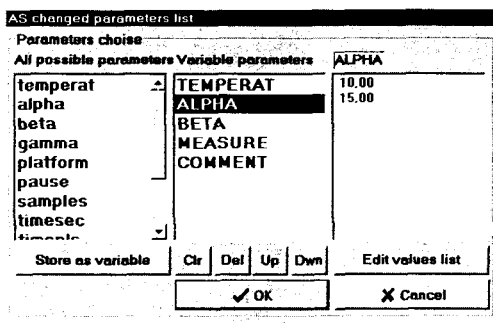 AS changed parameters list
Parameters choise
All possible parameters
temperat
alpha
beta
gamma
platform
pause
samples
timesec
Variable parameters
TEMPERAT
ALPHA
BETA
MEASURE
COMMENT
ALPHA
10,00
15,00
Store as variable
Clr
Del
Up
Dwn
Edit values list
OK
Cancel